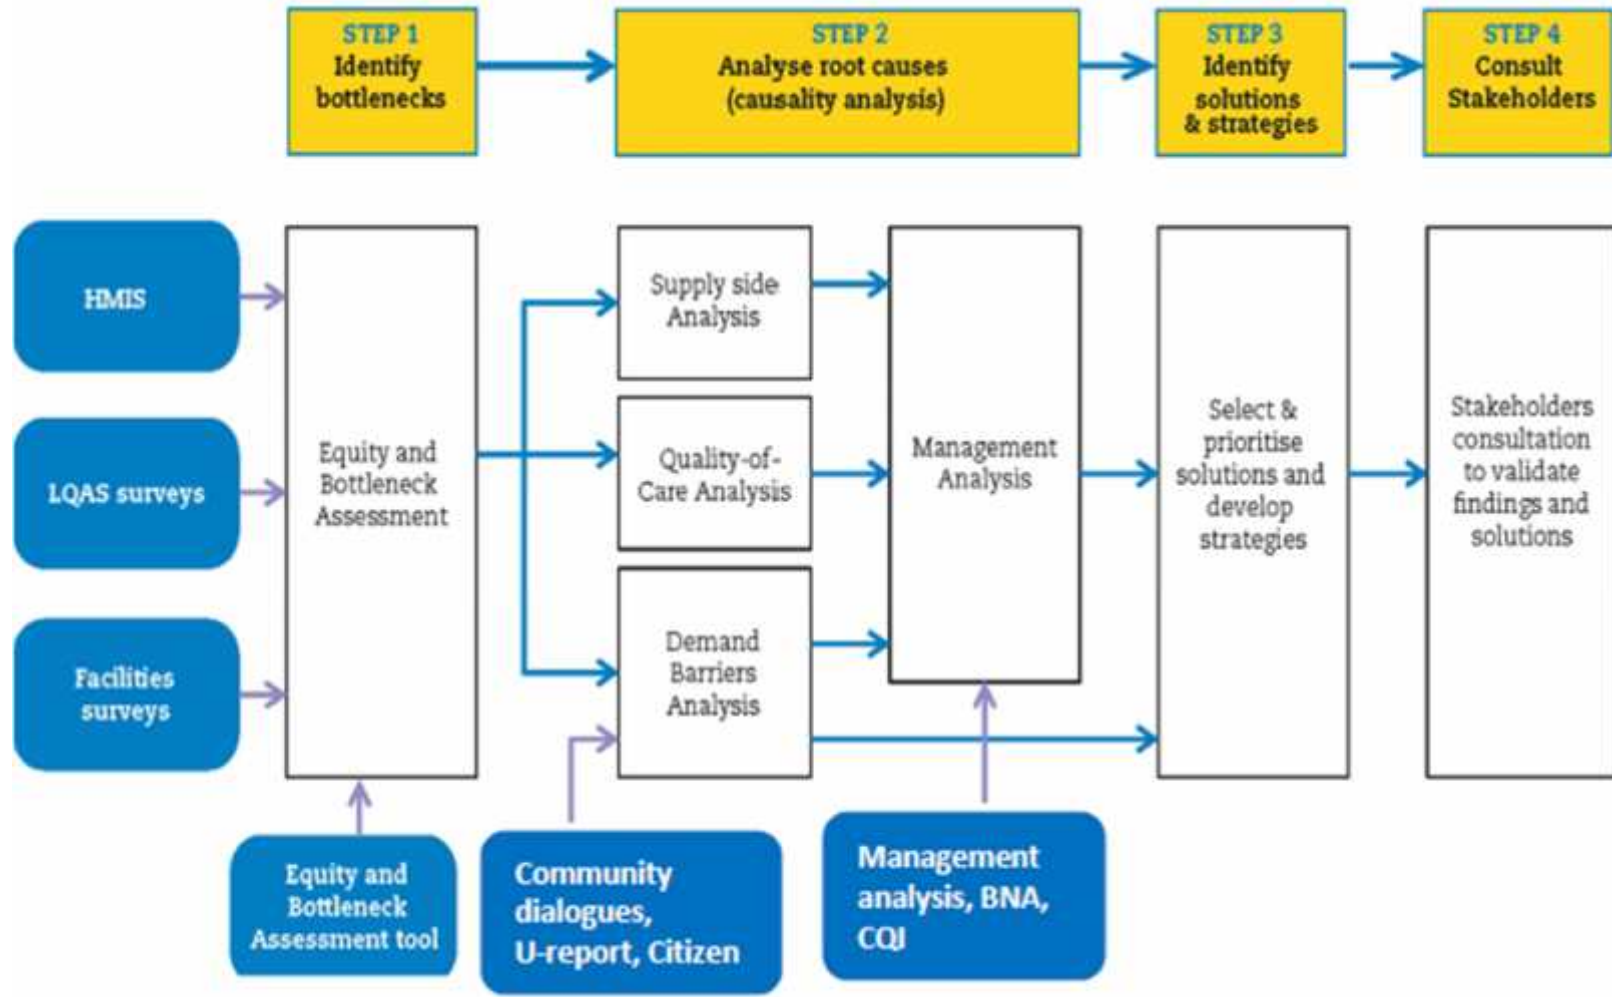 STEP 1
Identify
bottlenecks
STEP 2
Analyse root causes
(causality analysis)
STEP 3
Identify
solutions
& strategies
STEP 4
Consult
Stakeholders
HMIS
LQAS surveys
Facilities
surveys
Equity and
Bottleneck
Assessment
Supply side
Analysis
Quality-of-
Care Analysis
Demand
Barriers
Analysis
Management
Analysis
Select &
prioritise
solutions and
develop
strategies
Stakeholders
consultation
to validate
findings and
solutions
Equity and
Bottleneck
Assessment tool
Community
dialogues,
U-report, Citizen
Management
analysis, BNA,
CQI